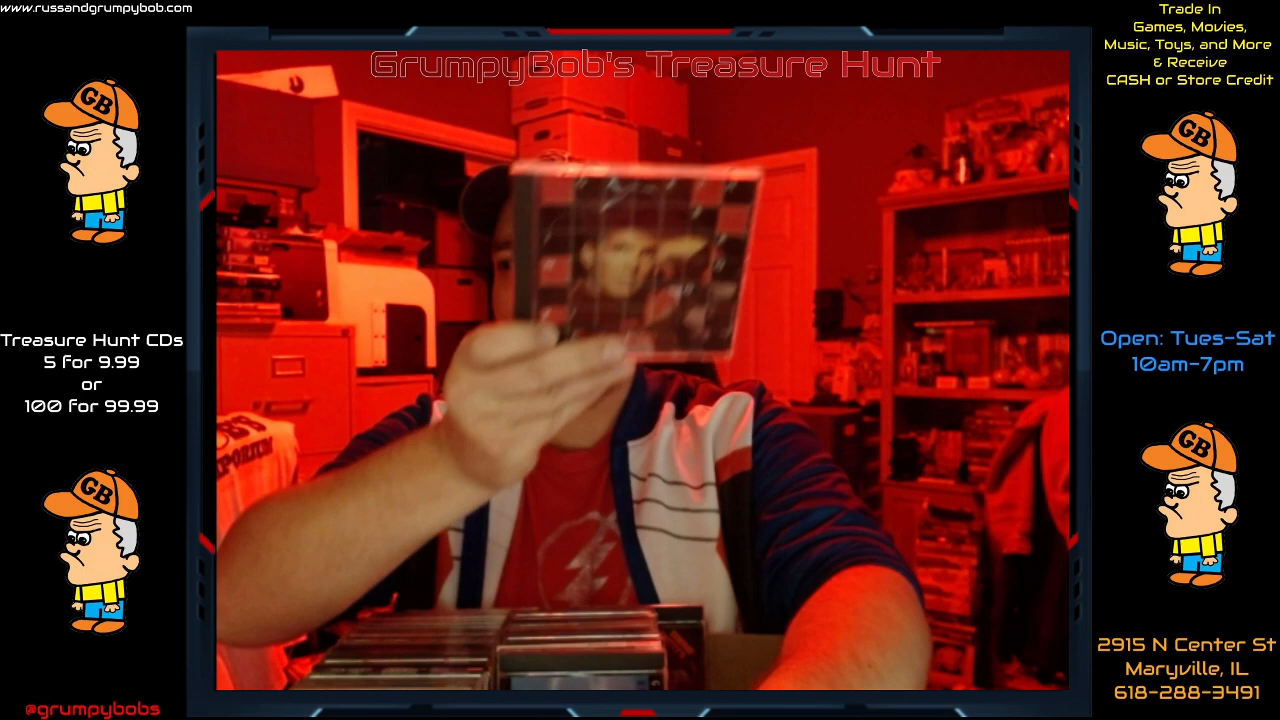 www.russandgrumpybob.com
GrumpyBob's Treasure Hunt
Trade In
Games, Movies,
Music, Toys, and More
& Receive
CASH or Store Credit
GB
GB
Treasure Hunt CDs
5 for 9.99
or
100 for 99.99
Open: Tues-Sat
10am-7pm
GB
GB
2915 N Center St
Maryville, IL
618-288-3491
@grumpybobs